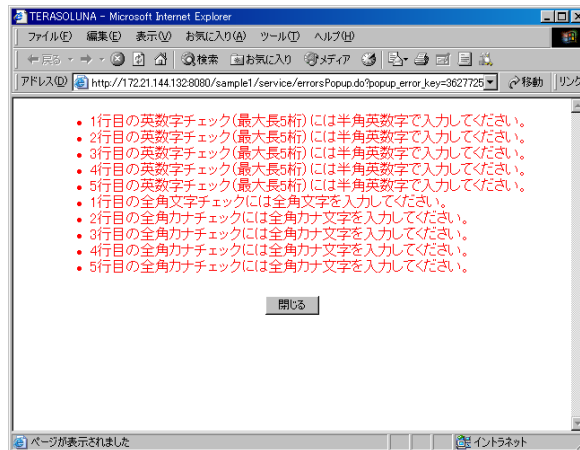 TERASOLUNA - Microsoft Internet Explorer
ファイル(F) 編集(E) 表示(V) お気に入り(A) ツール(T) ヘルプ(H)
戻る 検索 お気に入り メディア
アドレス(D) http://172.21.144.132:8080/sample1/service/errorsPopup.do?popup_error_key=3627725 移動 リンク
1行目の英数字チェック(最大長5桁)には半角英数字で入力してください。
2行目の英数字チェック(最大長5桁)には半角英数字で入力してください。
3行目の英数字チェック(最大長5桁)には半角英数字で入力してください。
4行目の英数字チェック(最大長5桁)には半角英数字で入力してください。
5行目の英数字チェック(最大長5桁)には半角英数字で入力してください。
1行目の全角文字チェックには全角文字を入力してください。
2行目の全角カナチェックには全角カナ文字を入力してください。
3行目の全角カナチェックには全角カナ文字を入力してください。
4行目の全角カナチェックには全角カナ文字を入力してください。
5行目の全角カナチェックには全角カナ文字を入力してください。
閉じる
ページが表示されました イントラネット